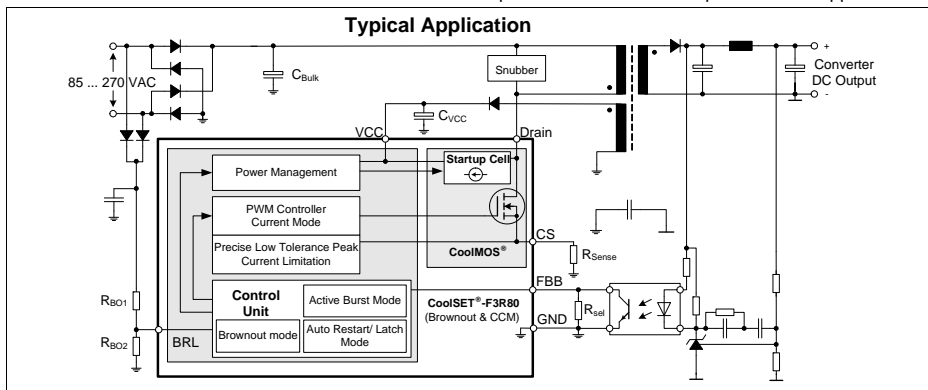 Typical Application
+
Converter
DC Output
-
Snubber
CBulk
85 ... 270 VAC
CVCC
VCC
Drain
Startup Cell
Power Management
PWM Controller
Current Mode
Precise Low Tolerance Peak
Current Limitation
CoolMOS®
CS
RSense
FBB
Control
Unit
Active Burst Mode
CoolSET®-F3R80
(Brownout & CCM)
Rsel
GND
Brownout mode
Auto Restart/ Latch
Mode
RBO1
RBO2
BRL